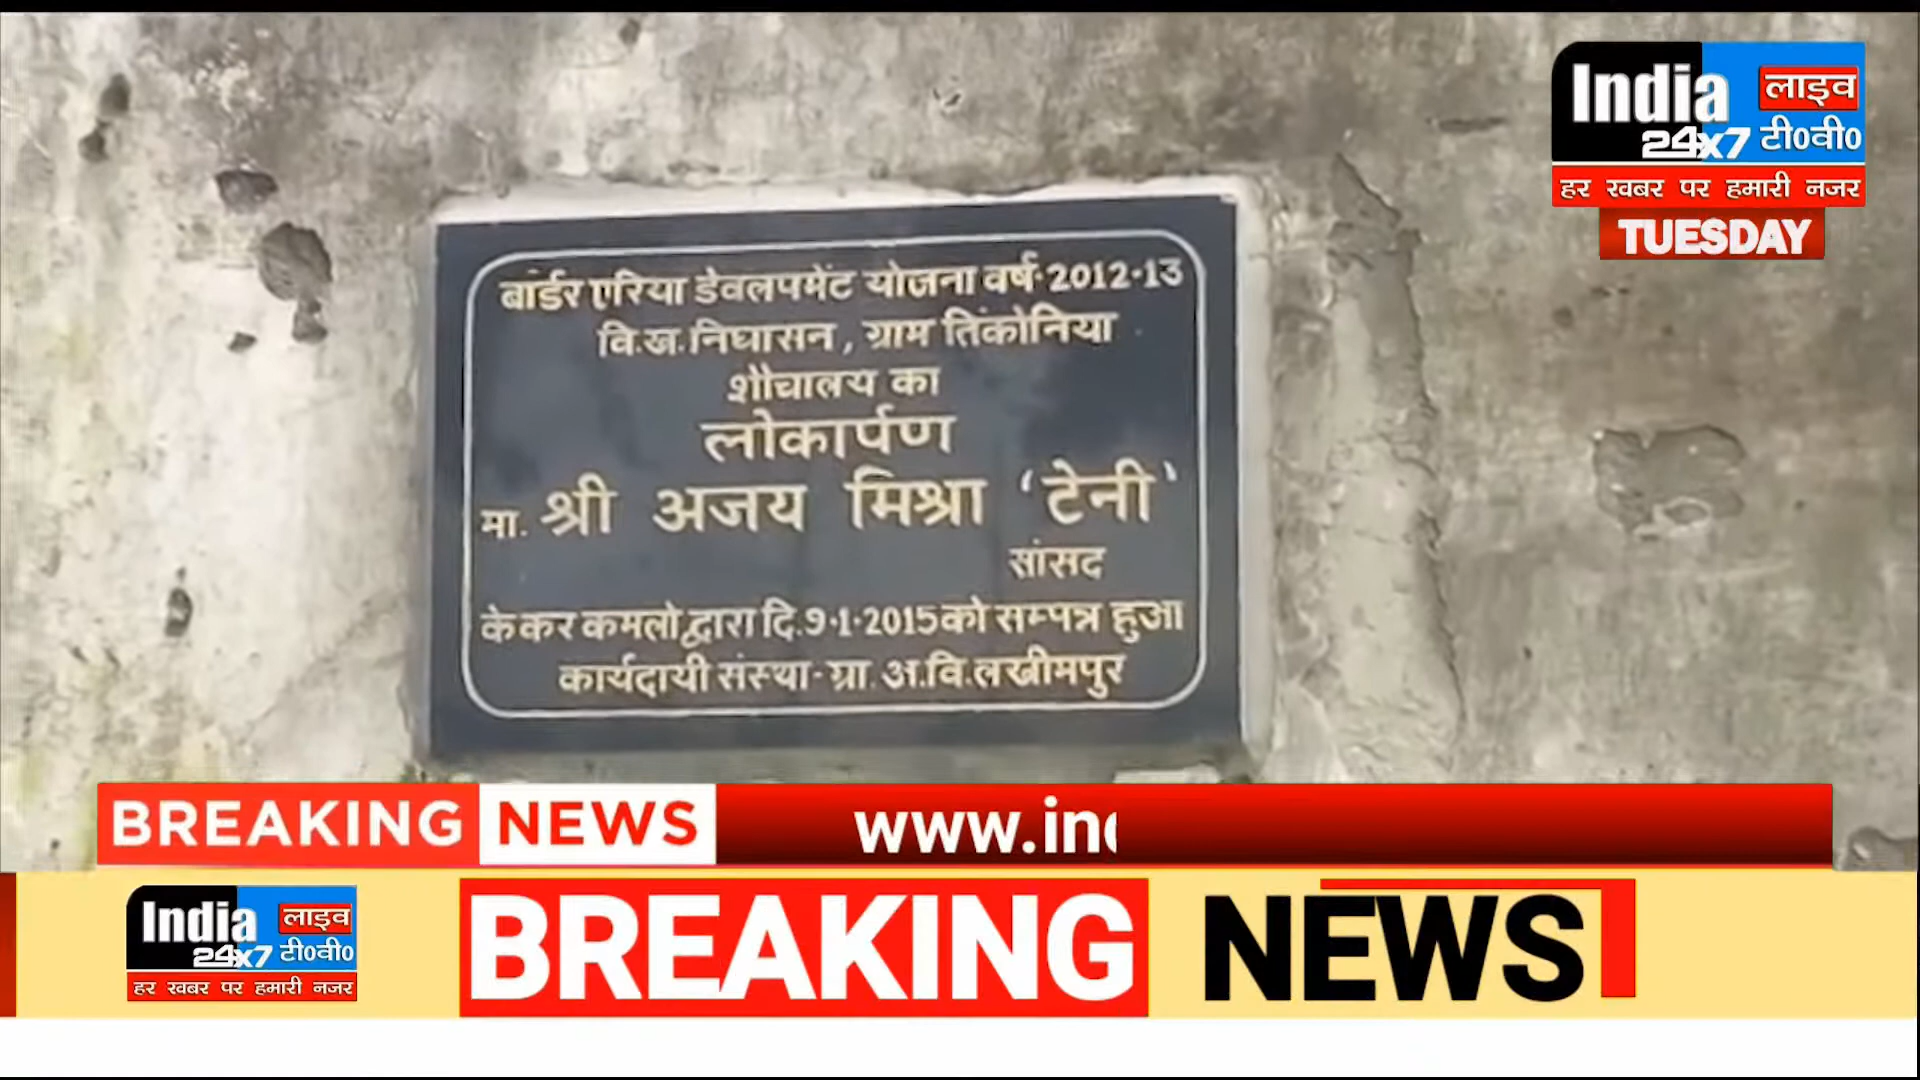 India लाइव
24x7 टी0वी0
हर खबर पर हमारी नजर
TUESDAY
बार्डर एरिया डेवलपमेंट योजना वर्ष-2012-13
वि.ख.निघासन, ग्राम तिकोनिया
शौचालय का
लोकार्पण
मा. श्री अजय मिश्रा 'टेनी'
सांसद
के कर कमलो द्वारा दि.9-1-2015 को सम्पन्न हुआ
कार्यदायी संस्था-ग्रा.अ.वि.लखीमपुर
BREAKING NEWS
www.in
India लाइव
24x7 टी0वी0
हर खबर पर हमारी नजर
BREAKING NEWS